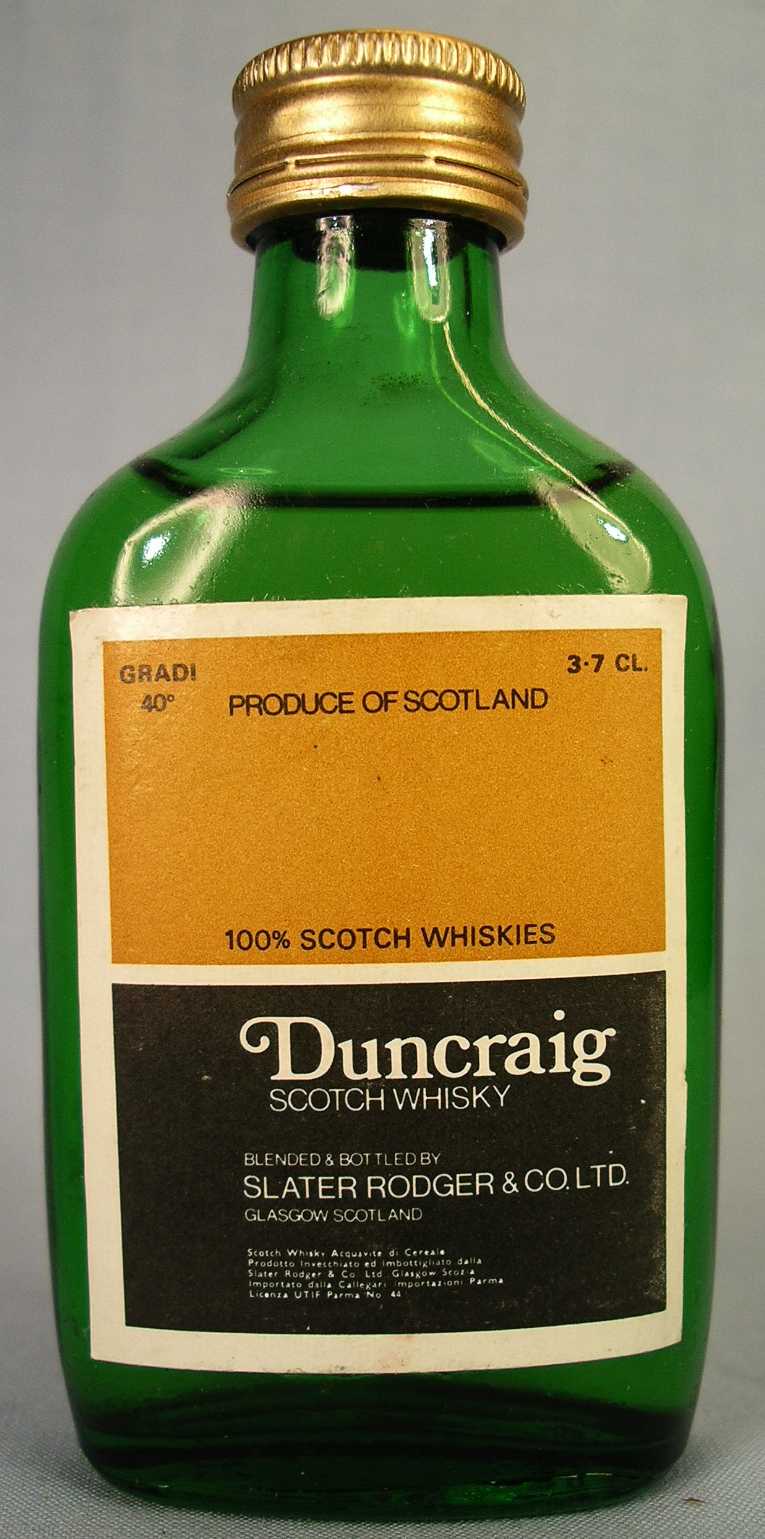 GRADI
40°
3·7 CL.
PRODUCE OF SCOTLAND
100% SCOTCH WHISKIES
Duncraig
SCOTCH WHISKY
BLENDED & BOTTLED BY
SLATER RODGER & CO. LTD.
GLASGOW SCOTLAND
Scotch Whisky Acquavite di Cereale
Prodotto Invecchiato ed Imbottigliato dalla
Slater Rodger & Co Ltd Glasgow Scozia
Importato dalla Callegari Importazioni Parma
Licenza UTIF Parma No 44